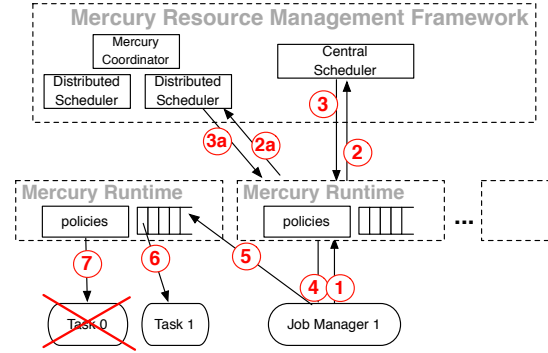 Mercury Resource Management Framework
Mercury
Coordinator
Distributed
Scheduler
Distributed
Scheduler
Central
Scheduler
3a
2a
3
2
Mercury Runtime
policies
Mercury Runtime
policies
...
7
6
5
4
1
Task 0
Task 1
Job Manager 1